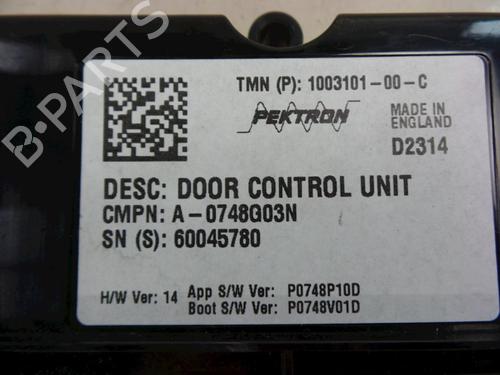 TMN (P): 1003101-00-C
PEKTRON
MADE IN
ENGLAND
D2314
DESC: DOOR CONTROL UNIT
CMPN: A-0748G03N
SN (S): 60045780
H/W Ver: 14 App S/W Ver: P0748P10D
Boot S/W Ver: P0748V01D
B-PARTS